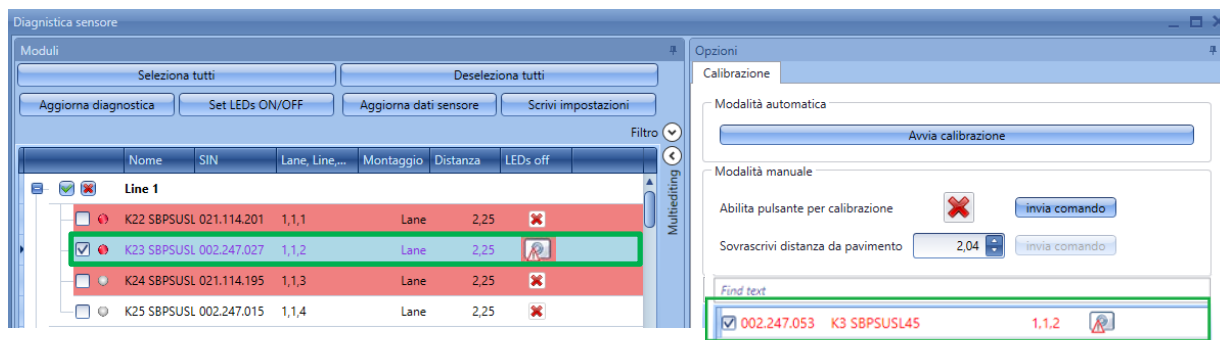 Diagnistica sensore
Moduli
Seleziona tutti
Deseleziona tutti
Aggiorna diagnostica
Set LEDs ON/OFF
Aggiorna dati sensore
Scrivi impostazioni
Filtro
Nome SIN Lane, Line,... Montaggio Distanza LEDs off
Line 1
K22 SBPSUSL 021.114.201 1,1,1 Lane 2,25
K23 SBPSUSL 002.247.027 1,1,2 Lane 2,25
K24 SBPSUSL 021.114.195 1,1,3 Lane 2,25
K25 SBPSUSL 002.247.015 1,1,4 Lane 2,25
Multiediting
Opzioni
Calibrazione
Modalità automatica
Avvia calibrazione
Modalità manuale
Abilita pulsante per calibrazione
invia comando
Sovrascrivi distanza da pavimento 2,04 invia comando
Find text
002.247.053 K3 SBPSUSL45 1,1,2